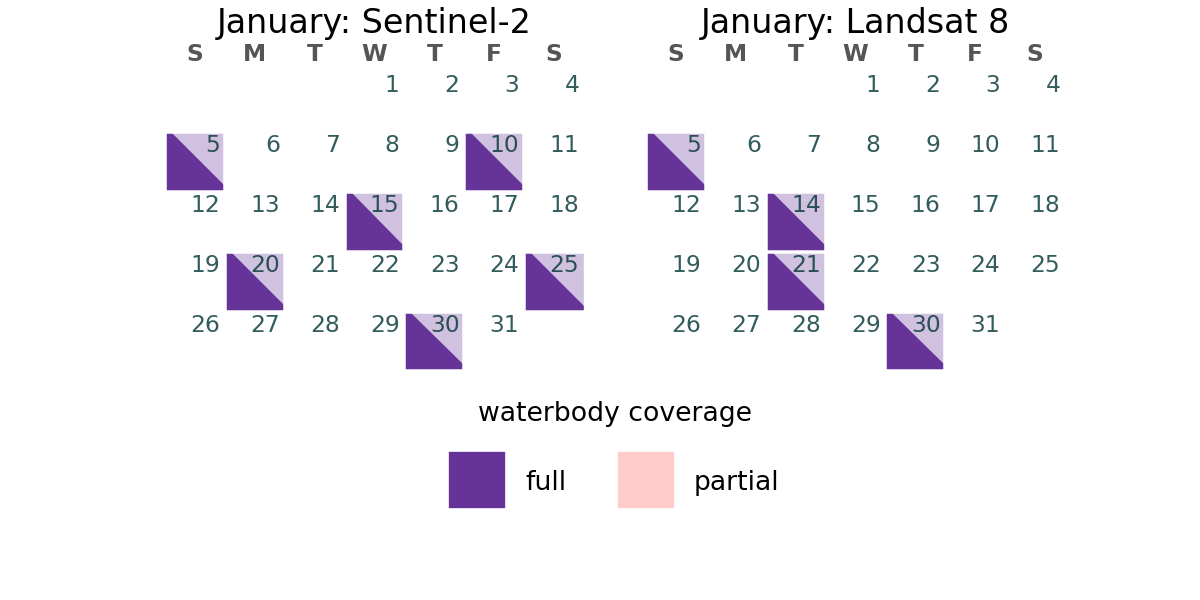 January: Sentinel-2
S M T W T F S
1 2 3 4
5 6 7 8 9 10 11
12 13 14 15 16 17 18
19 20 21 22 23 24 25
26 27 28 29 30 31
January: Landsat 8
S M T W T F S
1 2 3 4
5 6 7 8 9 10 11
12 13 14 15 16 17 18
19 20 21 22 23 24 25
26 27 28 29 30 31
waterbody coverage
full partial